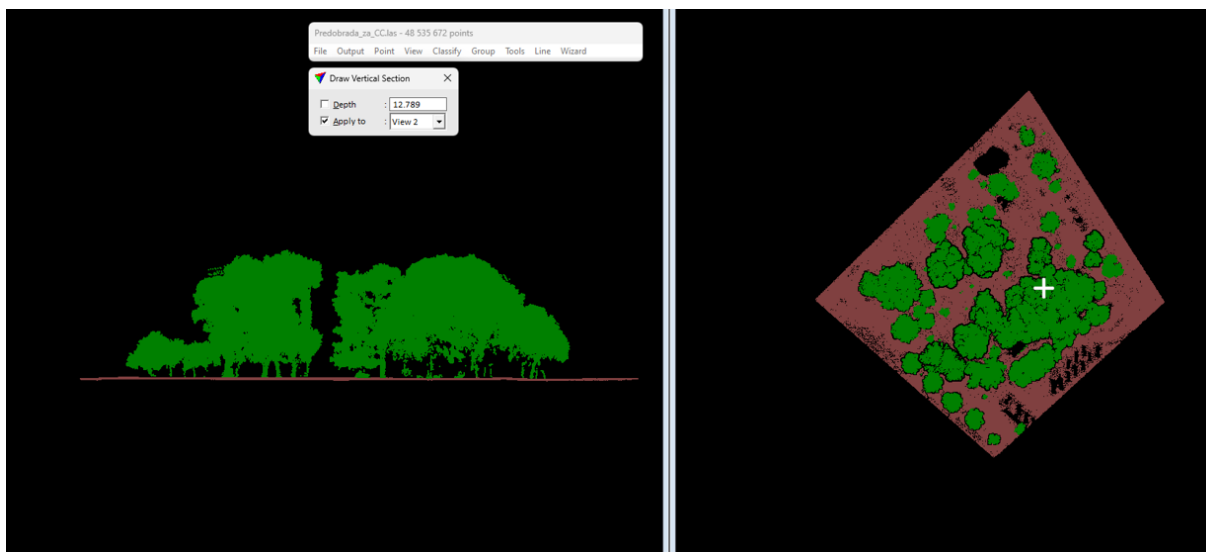 Predobrada_za_CC.las - 48 535 672 points
File Output Point View Classify Group Tools Line Wizard
Draw Vertical Section
Depth : 12.789
Apply to : View 2